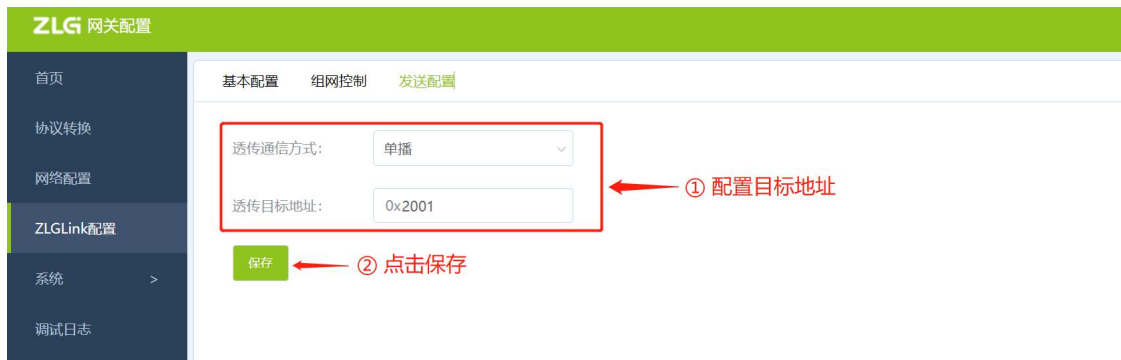 ZLG 网关配置
首页
协议转换
网络配置
ZLGLink配置
系统 >
调试日志
基本配置 组网控制 发送配置
透传通信方式: 单播
透传目标地址: 0x2001
① 配置目标地址
保存
② 点击保存